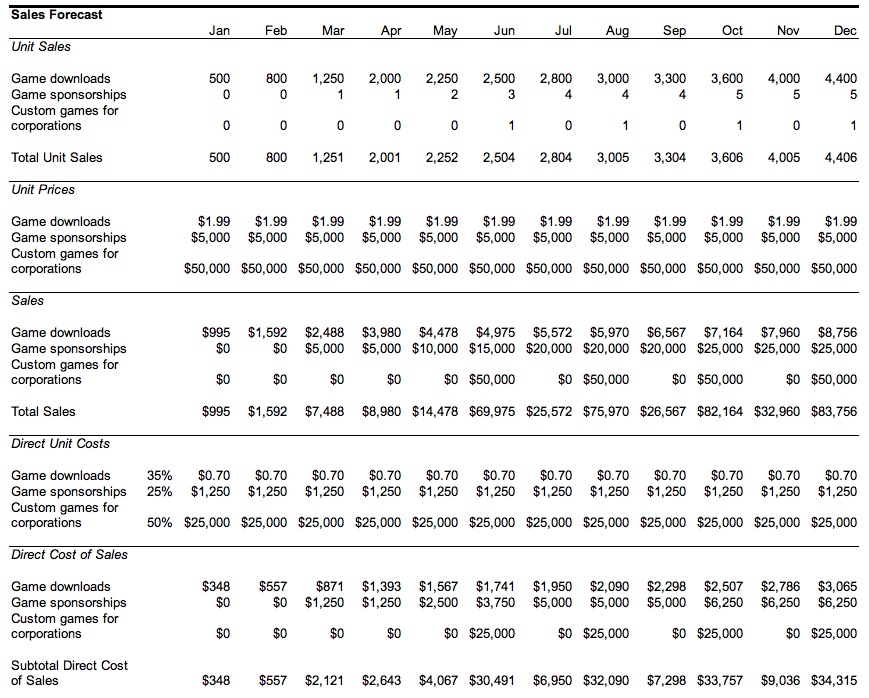 Sales Forecast
Jan Feb Mar Apr May Jun Jul Aug Sep Oct Nov Dec
Unit Sales
Game downloads 500 800 1,250 2,000 2,250 2,500 2,800 3,000 3,300 3,600 4,000 4,400
Game sponsorships 0 0 1 1 2 3 4 4 4 5 5 5
Custom games for
corporations 0 0 0 0 0 1 0 1 0 1 0 1
Total Unit Sales 500 800 1,251 2,001 2,252 2,504 2,804 3,005 3,304 3,606 4,005 4,406
Unit Prices
Game downloads $1.99 $1.99 $1.99 $1.99 $1.99 $1.99 $1.99 $1.99 $1.99 $1.99 $1.99 $1.99
Game sponsorships $5,000 $5,000 $5,000 $5,000 $5,000 $5,000 $5,000 $5,000 $5,000 $5,000 $5,000 $5,000
Custom games for
corporations $50,000 $50,000 $50,000 $50,000 $50,000 $50,000 $50,000 $50,000 $50,000 $50,000 $50,000 $50,000
Sales
Game downloads $995 $1,592 $2,488 $3,980 $4,478 $4,975 $5,572 $5,970 $6,567 $7,164 $7,960 $8,756
Game sponsorships $0 $0 $5,000 $5,000 $10,000 $15,000 $20,000 $20,000 $20,000 $25,000 $25,000 $25,000
Custom games for
corporations $0 $0 $0 $0 $0 $50,000 $0 $50,000 $0 $50,000 $0 $50,000
Total Sales $995 $1,592 $7,488 $8,980 $14,478 $69,975 $25,572 $75,970 $26,567 $82,164 $32,960 $83,756
Direct Unit Costs
Game downloads 35% $0.70 $0.70 $0.70 $0.70 $0.70 $0.70 $0.70 $0.70 $0.70 $0.70 $0.70 $0.70
Game sponsorships 25% $1,250 $1,250 $1,250 $1,250 $1,250 $1,250 $1,250 $1,250 $1,250 $1,250 $1,250 $1,250
Custom games for
corporations 50% $25,000 $25,000 $25,000 $25,000 $25,000 $25,000 $25,000 $25,000 $25,000 $25,000 $25,000 $25,000
Direct Cost of Sales
Game downloads $348 $557 $871 $1,393 $1,567 $1,741 $1,950 $2,090 $2,298 $2,507 $2,786 $3,065
Game sponsorships $0 $0 $1,250 $1,250 $2,500 $3,750 $5,000 $5,000 $5,000 $6,250 $6,250 $6,250
Custom games for
corporations $0 $0 $0 $0 $0 $25,000 $0 $25,000 $0 $25,000 $0 $25,000
Subtotal Direct Cost
of Sales $348 $557 $2,121 $2,643 $4,067 $30,491 $6,950 $32,090 $7,298 $33,757 $9,036 $34,315